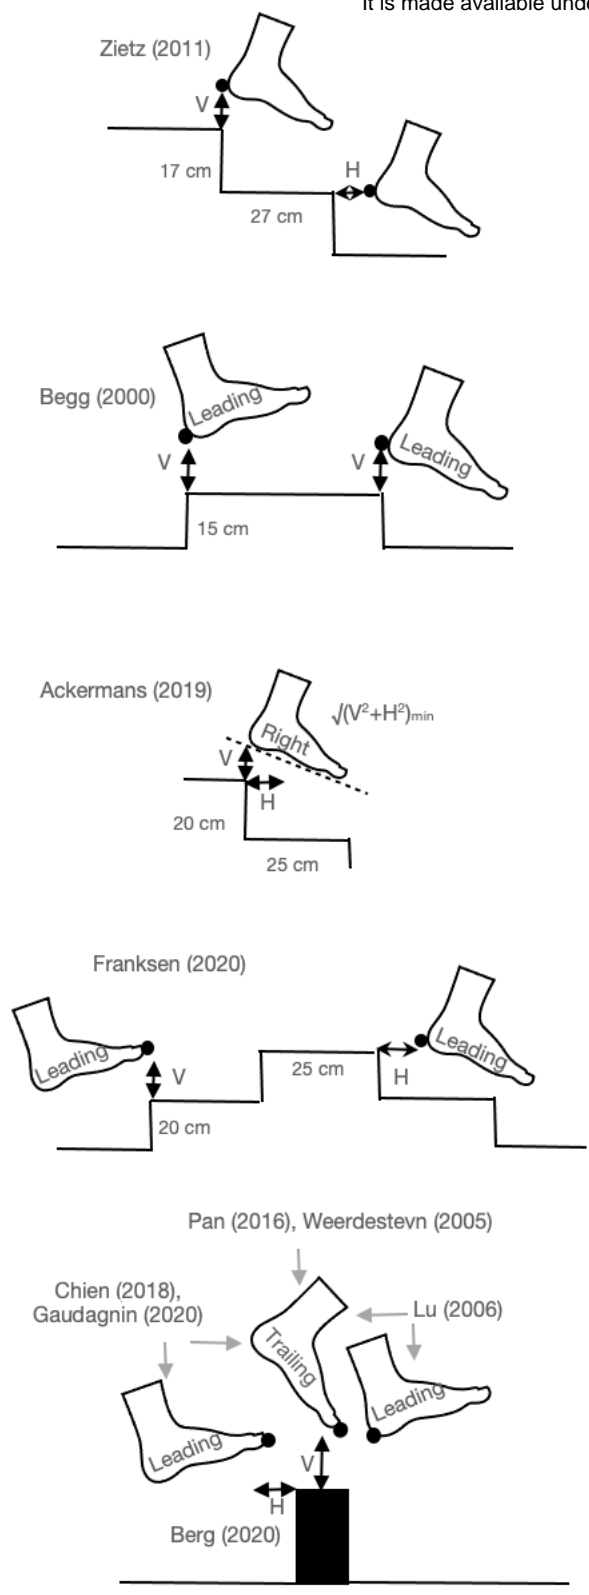 It is made available unde
Zietz (2011)
V
17 cm
H
27 cm
Begg (2000)
Leading
V
V
Leading
15 cm
Ackermans (2019)
√(V²+H²)min
Right
V
H
20 cm
25 cm
Franksen (2020)
Leading
Leading
V
25 cm
H
20 cm
Pan (2016), Weerdestevn (2005)
Chien (2018),
Gaudagnin (2020)
Lu (2006)
Trailing
Leading
Leading
V
H
Berg (2020)